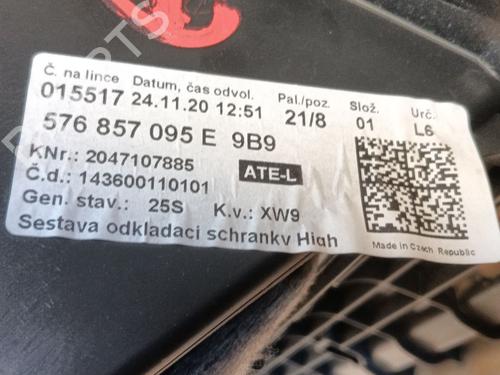 Č. na lince Datum, čas odvol. Pal./poz. Slož. Urč.
015517 24.11.20 12:51 21/8 01 L6
576 857 095 E 9B9
KNr.: 2047107885 ATE-L
Č.d.: 143600110101
Gen. stav.: 25S K.v.: XW9
Sestava odkladaci schranky High
Made in Czech Republic